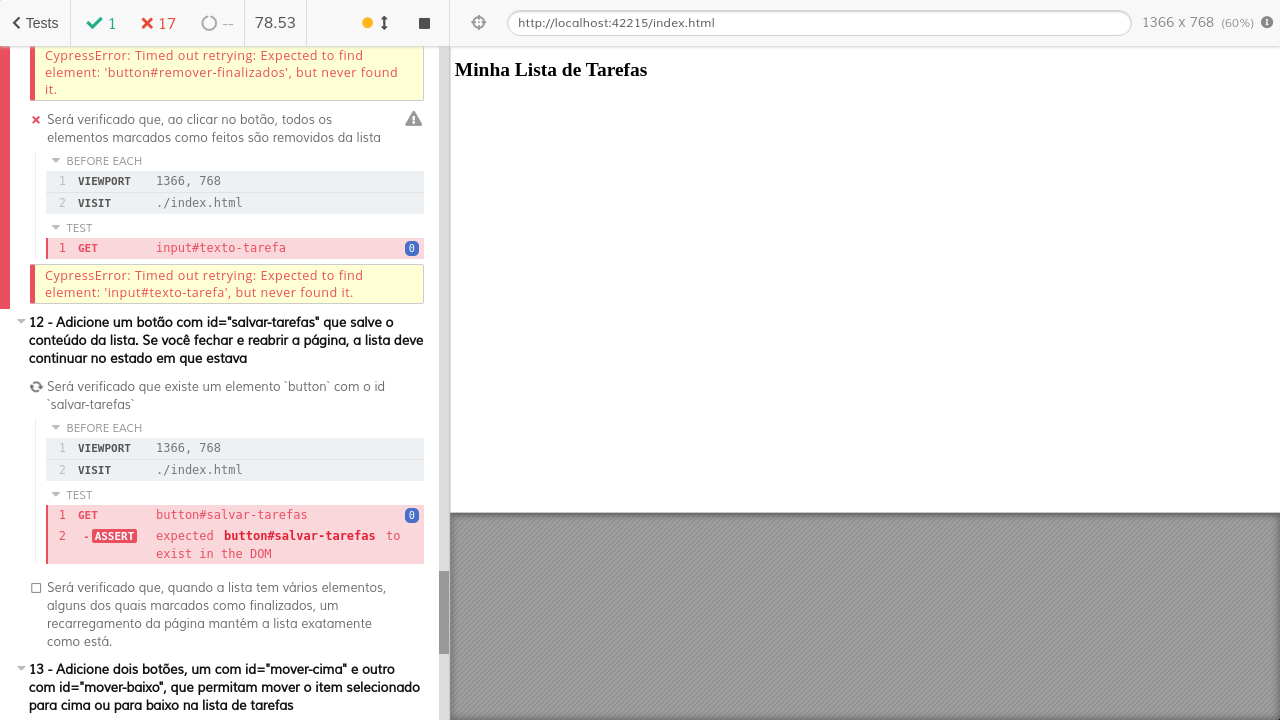 Tests 1 17 -- 78.53 http://localhost:42215/index.html 1366 x 768 (60%)
CypressError: Timed out retrying: Expected to find
element: 'button#remover-finalizados', but never found
it.
Será verificado que, ao clicar no botão, todos os
elementos marcados como feitos são removidos da lista
BEFORE EACH
1 VIEWPORT 1366, 768
2 VISIT ./index.html
TEST
1 GET input#texto-tarefa 0
CypressError: Timed out retrying: Expected to find
element: 'input#texto-tarefa', but never found it.
12 - Adicione um botão com id="salvar-tarefas" que salve o
conteúdo da lista. Se você fechar e reabrir a página, a lista deve
continuar no estado em que estava
Será verificado que existe um elemento `button` com o id
`salvar-tarefas`
BEFORE EACH
1 VIEWPORT 1366, 768
2 VISIT ./index.html
TEST
1 GET button#salvar-tarefas 0
2 -ASSERT expected button#salvar-tarefas to
exist in the DOM
Será verificado que, quando a lista tem vários elementos,
alguns dos quais marcados como finalizados, um
recarregamento da página mantém a lista exatamente
como está.
13 - Adicione dois botões, um com id="mover-cima" e outro
com id="mover-baixo", que permitam mover o item selecionado
para cima ou para baixo na lista de tarefas
Minha Lista de Tarefas